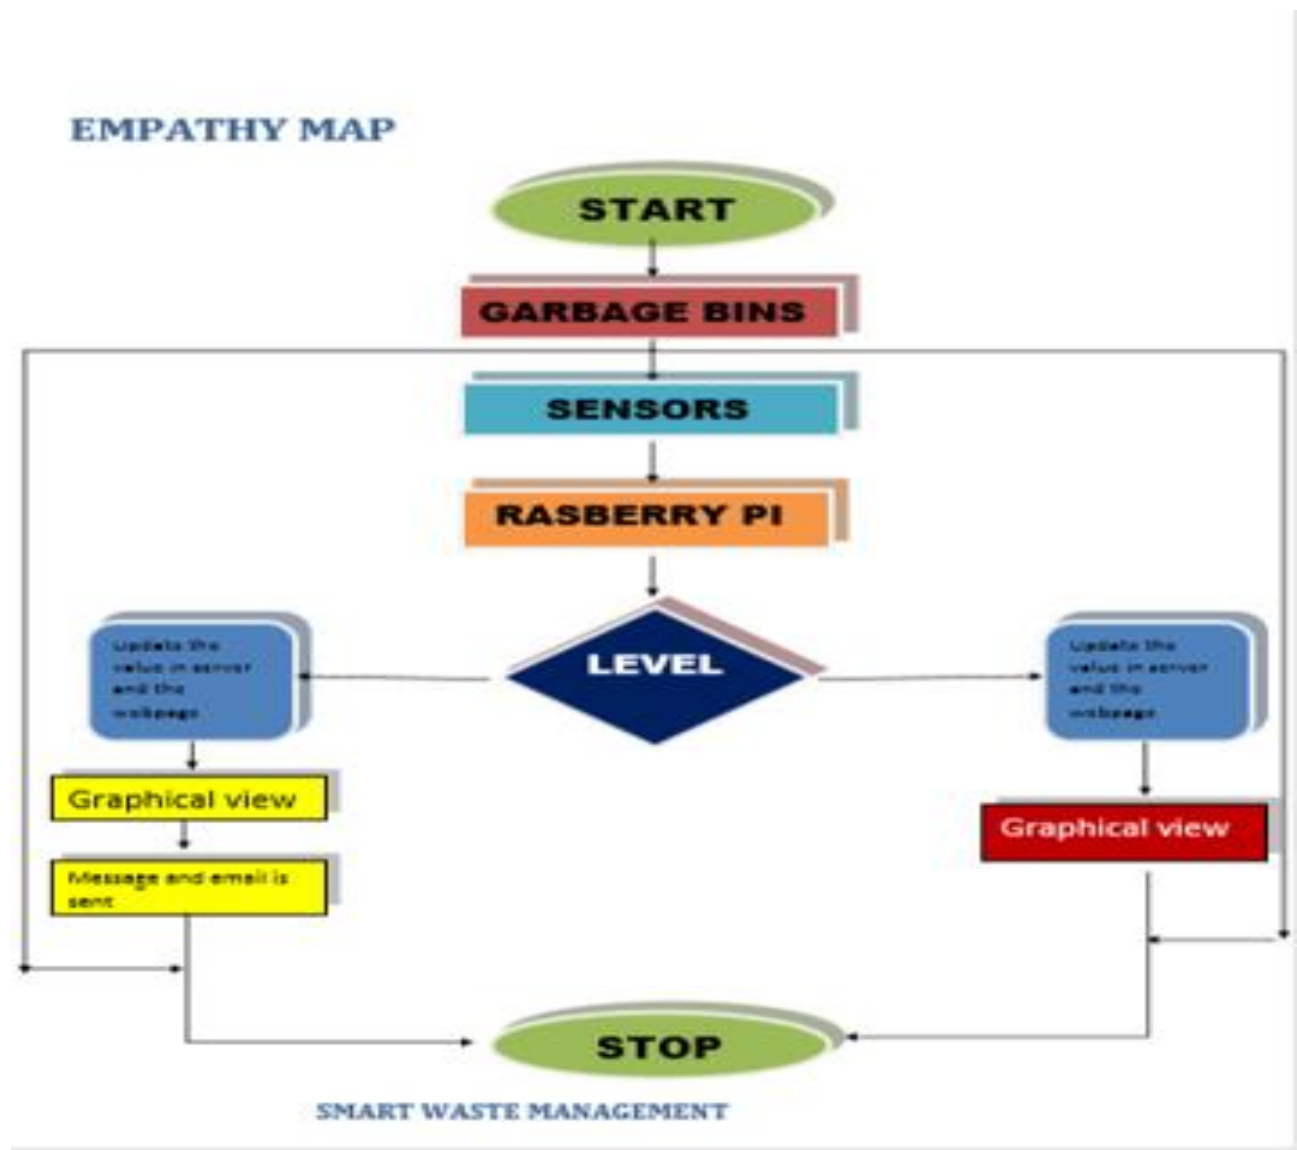 EMPATHY MAP
START
GARBAGE BINS
SENSORS
RASBERRY PI
LEVEL
Update the
value in server
and the
webpage
Graphical view
Message and email is
sent
Update the
value in server
and the
webpage
Graphical view
STOP
SMART WASTE MANAGEMENT